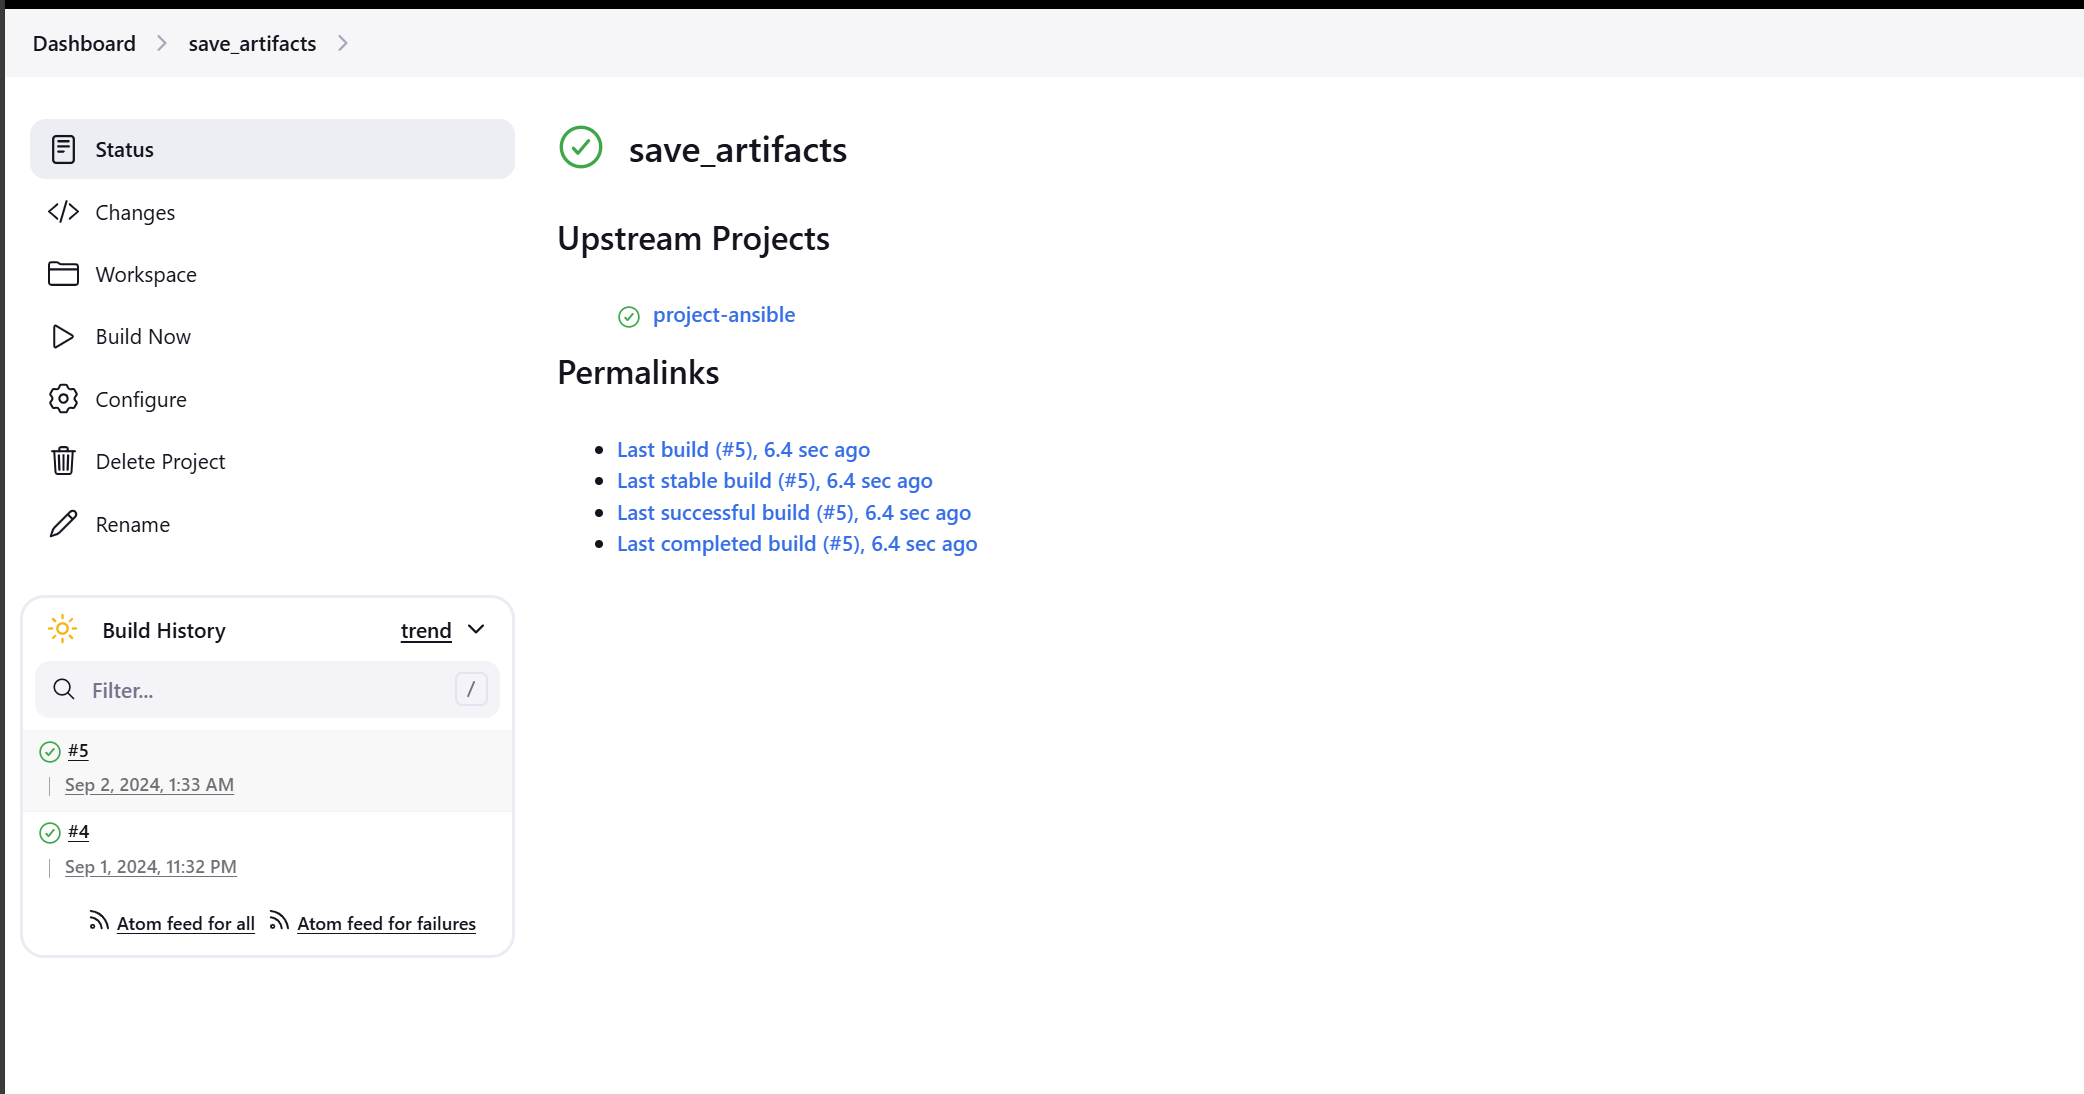 Dashboard > save_artifacts >
Status
Changes
Workspace
Build Now
Configure
Delete Project
Rename
Build History trend
Filter... /
#5
Sep 2, 2024, 1:33 AM
#4
Sep 1, 2024, 11:32 PM
Atom feed for all Atom feed for failures
save_artifacts
Upstream Projects
project-ansible
Permalinks
Last build (#5), 6.4 sec ago
Last stable build (#5), 6.4 sec ago
Last successful build (#5), 6.4 sec ago
Last completed build (#5), 6.4 sec ago